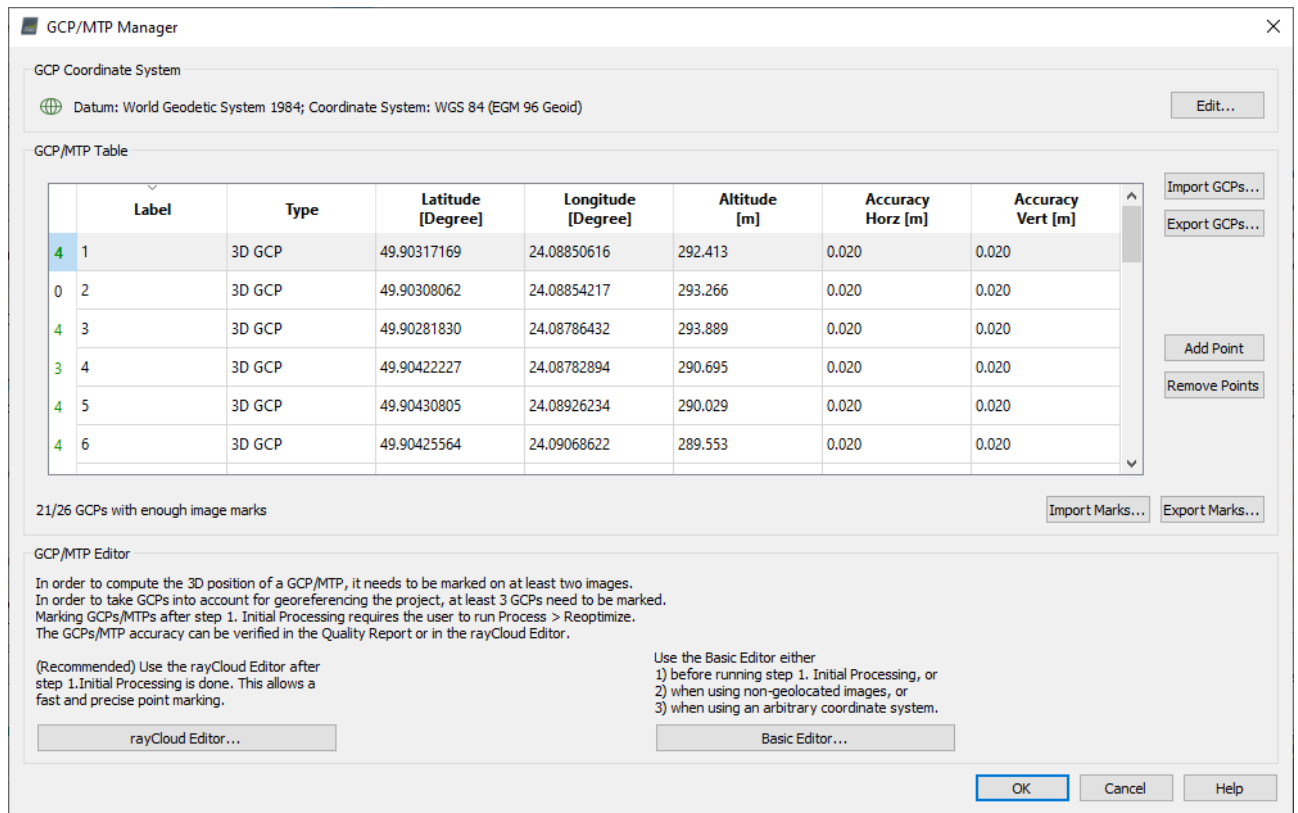 GCP/MTP Manager
GCP Coordinate System
Datum: World Geodetic System 1984; Coordinate System: WGS 84 (EGM 96 Geoid)
Edit...
GCP/MTP Table
Label Type Latitude [Degree] Longitude [Degree] Altitude [m] Accuracy Horz [m] Accuracy Vert [m]
4 1 3D GCP 49.90317169 24.08850616 292.413 0.020 0.020
0 2 3D GCP 49.90308062 24.08854217 293.266 0.020 0.020
4 3 3D GCP 49.90281830 24.08786432 293.889 0.020 0.020
3 4 3D GCP 49.90422227 24.08782894 290.695 0.020 0.020
4 5 3D GCP 49.90430805 24.08926234 290.029 0.020 0.020
4 6 3D GCP 49.90425564 24.09068622 289.553 0.020 0.020
Import GCPs...
Export GCPs...
Add Point
Remove Points
21/26 GCPs with enough image marks
Import Marks...
Export Marks...
GCP/MTP Editor
In order to compute the 3D position of a GCP/MTP, it needs to be marked on at least two images.
In order to take GCPs into account for georeferencing the project, at least 3 GCPs need to be marked.
Marking GCPs/MTPs after step 1. Initial Processing requires the user to run Process > Reoptimize.
The GCPs/MTP accuracy can be verified in the Quality Report or in the rayCloud Editor.
(Recommended) Use the rayCloud Editor after
step 1.Initial Processing is done. This allows a
fast and precise point marking.
rayCloud Editor...
Use the Basic Editor either
1) before running step 1. Initial Processing, or
2) when using non-geolocated images, or
3) when using an arbitrary coordinate system.
Basic Editor...
OK
Cancel
Help